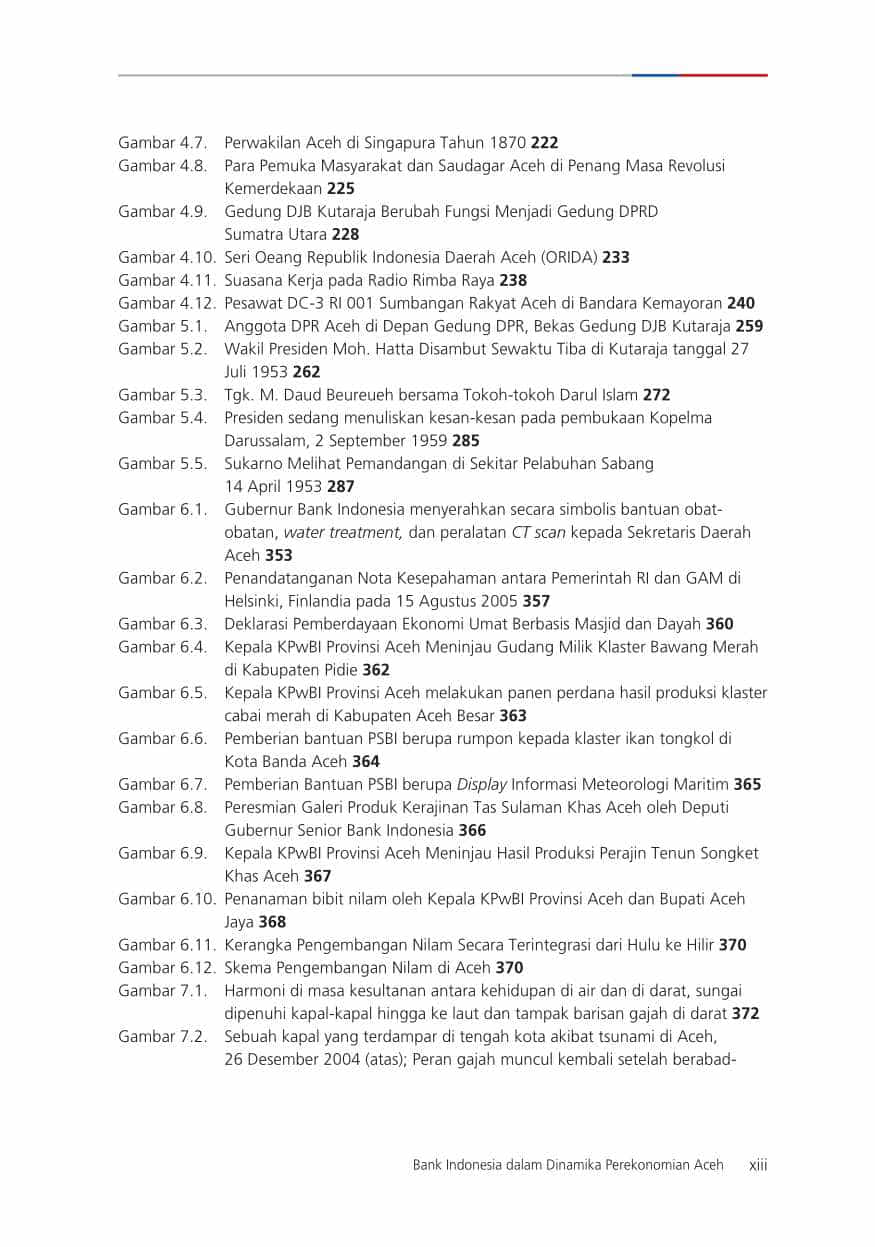 Gambar 4.7. Perwakilan Aceh di Singapura Tahun 1870 222
Gambar 4.8. Para Pemuka Masyarakat dan Saudagar Aceh di Penang Masa Revolusi
Kemerdekaan 225
Gambar 4.9. Gedung DJB Kutaraja Berubah Fungsi Menjadi Gedung DPRD
Sumatra Utara 228
Gambar 4.10. Seri Oeang Republik Indonesia Daerah Aceh (ORIDA) 233
Gambar 4.11. Suasana Kerja pada Radio Rimba Raya 238
Gambar 4.12. Pesawat DC-3 RI 001 Sumbangan Rakyat Aceh di Bandara Kemayoran 240
Gambar 5.1. Anggota DPR Aceh di Depan Gedung DPR, Bekas Gedung DJB Kutaraja 259
Gambar 5.2. Wakil Presiden Moh. Hatta Disambut Sewaktu Tiba di Kutaraja tanggal 27
Juli 1953 262
Gambar 5.3. Tgk. M. Daud Beureueh bersama Tokoh-tokoh Darul Islam 272
Gambar 5.4. Presiden sedang menuliskan kesan-kesan pada pembukaan Kopelma
Darussalam, 2 September 1959 285
Gambar 5.5. Sukarno Melihat Pemandangan di Sekitar Pelabuhan Sabang
14 April 1953 287
Gambar 6.1. Gubernur Bank Indonesia menyerahkan secara simbolis bantuan obat-
obatan, water treatment, dan peralatan CT scan kepada Sekretaris Daerah
Aceh 353
Gambar 6.2. Penandatanganan Nota Kesepahaman antara Pemerintah RI dan GAM di
Helsinki, Finlandia pada 15 Agustus 2005 357
Gambar 6.3. Deklarasi Pemberdayaan Ekonomi Umat Berbasis Masjid dan Dayah 360
Gambar 6.4. Kepala KPwBI Provinsi Aceh Meninjau Gudang Milik Klaster Bawang Merah
di Kabupaten Pidie 362
Gambar 6.5. Kepala KPwBI Provinsi Aceh melakukan panen perdana hasil produksi klaster
cabai merah di Kabupaten Aceh Besar 363
Gambar 6.6. Pemberian bantuan PSBI berupa rumpon kepada klaster ikan tongkol di
Kota Banda Aceh 364
Gambar 6.7. Pemberian Bantuan PSBI berupa Display Informasi Meteorologi Maritim 365
Gambar 6.8. Peresmian Galeri Produk Kerajinan Tas Sulaman Khas Aceh oleh Deputi
Gubernur Senior Bank Indonesia 366
Gambar 6.9. Kepala KPwBI Provinsi Aceh Meninjau Hasil Produksi Perajin Tenun Songket
Khas Aceh 367
Gambar 6.10. Penanaman bibit nilam oleh Kepala KPwBI Provinsi Aceh dan Bupati Aceh
Jaya 368
Gambar 6.11. Kerangka Pengembangan Nilam Secara Terintegrasi dari Hulu ke Hilir 370
Gambar 6.12. Skema Pengembangan Nilam di Aceh 370
Gambar 7.1. Harmoni di masa kesultanan antara kehidupan di air dan di darat, sungai
dipenuhi kapal-kapal hingga ke laut dan tampak barisan gajah di darat 372
Gambar 7.2. Sebuah kapal yang terdampar di tengah kota akibat tsunami di Aceh,
26 Desember 2004 (atas); Peran gajah muncul kembali setelah berabad-
Bank Indonesia dalam Dinamika Perekonomian Aceh xiii